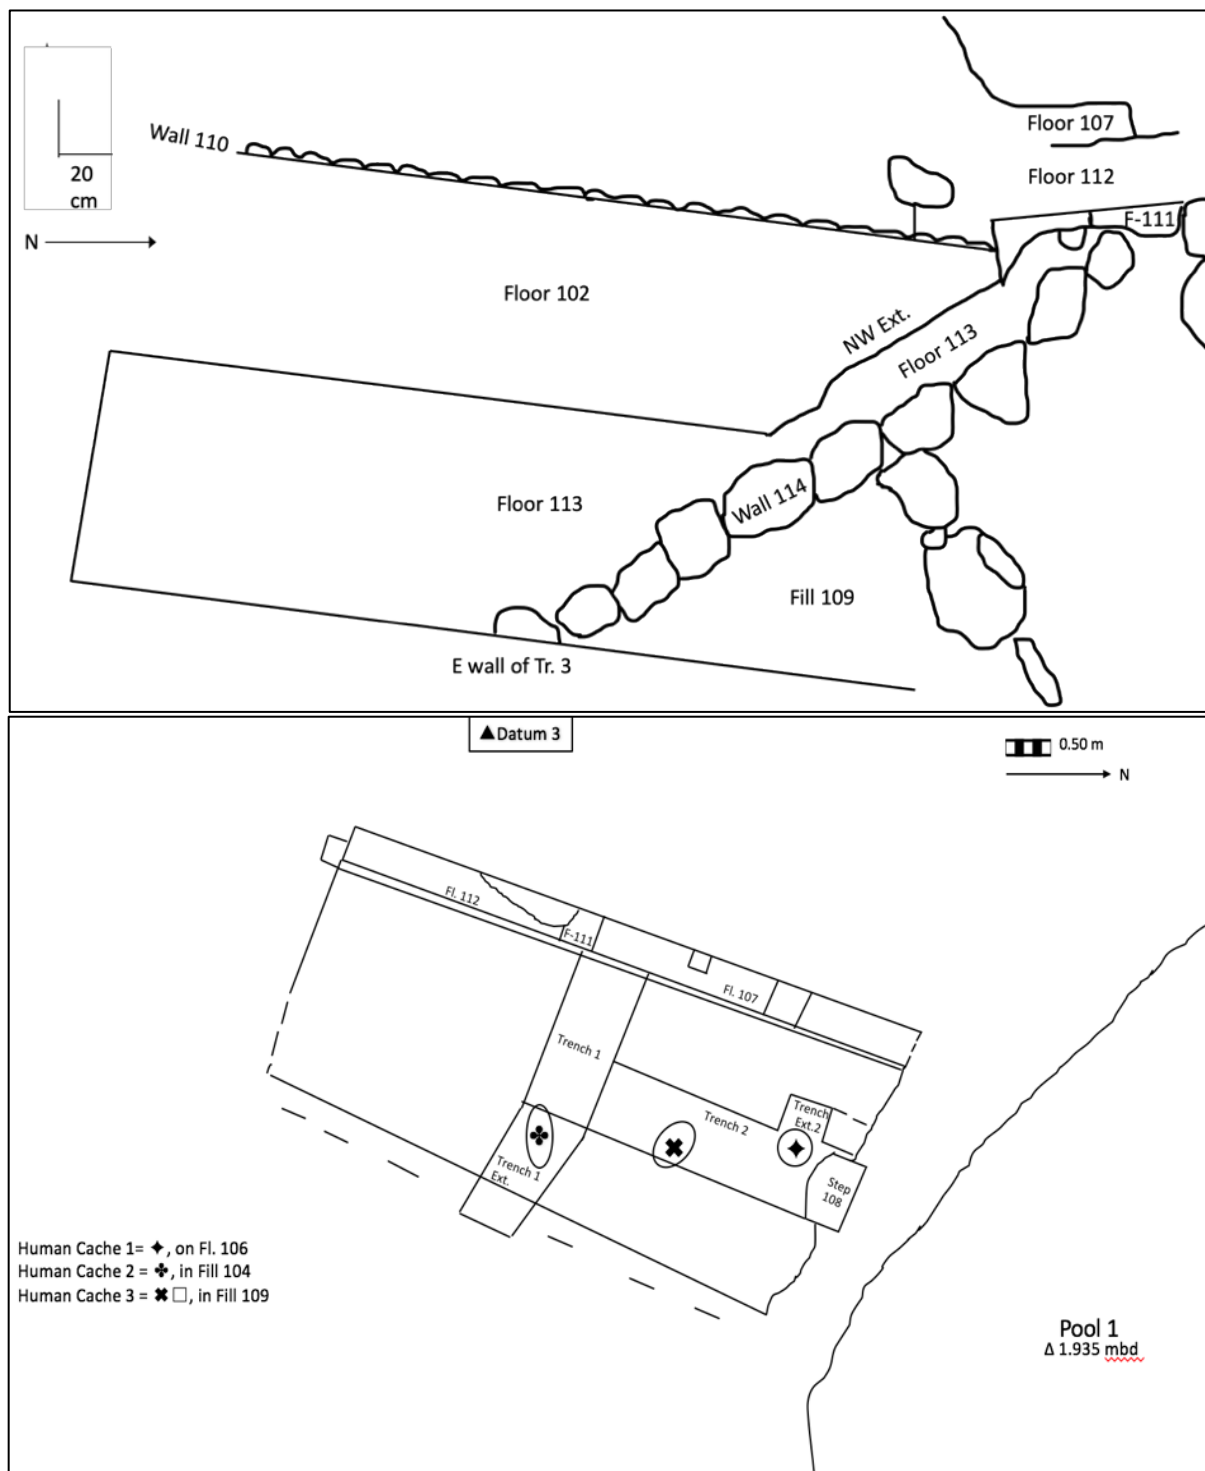 20
cm
N
Wall 110
Floor 107
Floor 112
F-111
Floor 102
NW Ext.
Floor 113
Floor 113
Wall 114
Fill 109
E wall of Tr. 3
▲Datum 3
0.50 m
N
Fl. 112
F-111
Fl. 107
Trench 1
Trench 2
Trench
Ext.2
Trench 1
Ext.
Step
108
Human Cache 1= ✦, on Fl. 106
Human Cache 2 = ✤, in Fill 104
Human Cache 3 = ✖ □, in Fill 109
Pool 1
Δ 1.935 mbd